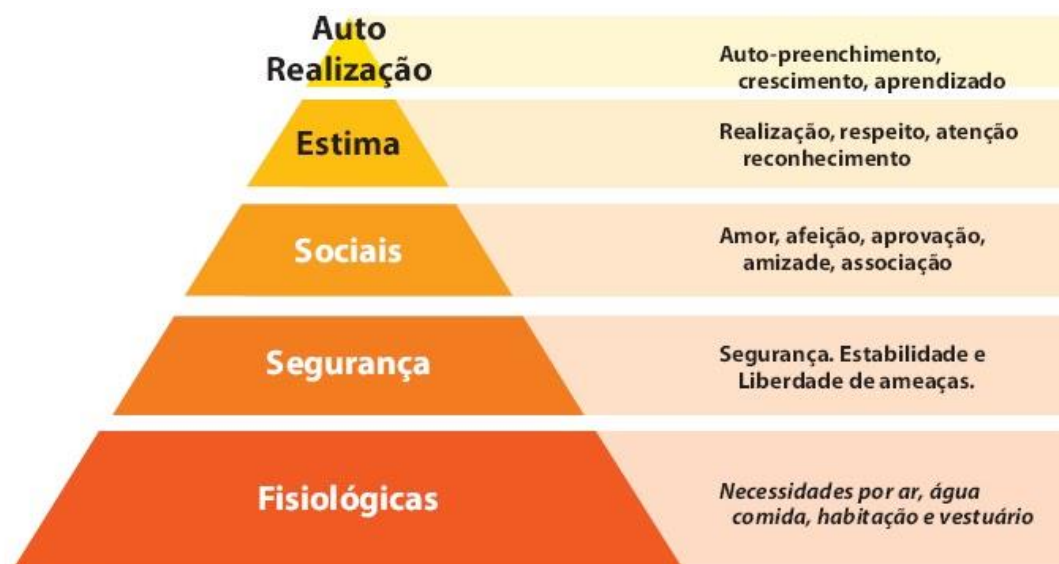 Auto
Realização
Auto-preenchimento,
crescimento, aprendizado
Estima
Realização, respeito, atenção
reconhecimento
Sociais
Amor, afeição, aprovação,
amizade, associação
Segurança
Segurança. Estabilidade e
Liberdade de ameaças.
Fisiológicas
Necessidades por ar, água
comida, habitação e vestuário